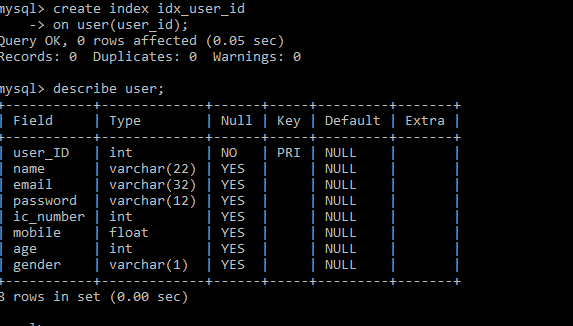 mysql> create index idx_user_id
    -> on user(user_id);
Query OK, 0 rows affected (0.05 sec)
Records: 0  Duplicates: 0  Warnings: 0
mysql> describe user;
+-----------+-------------+------+-----+---------+-------+
| Field     | Type        | Null | Key | Default | Extra |
+-----------+-------------+------+-----+---------+-------+
| user_ID   | int         | NO   | PRI | NULL    |       |
| name      | varchar(22) | YES  |     | NULL    |       |
| email     | varchar(32) | YES  |     | NULL    |       |
| password  | varchar(12) | YES  |     | NULL    |       |
| ic_number | int         | YES  |     | NULL    |       |
| mobile    | float       | YES  |     | NULL    |       |
| age       | int         | YES  |     | NULL    |       |
| gender    | varchar(1)  | YES  |     | NULL    |       |
+-----------+-------------+------+-----+---------+-------+
8 rows in set (0.00 sec)